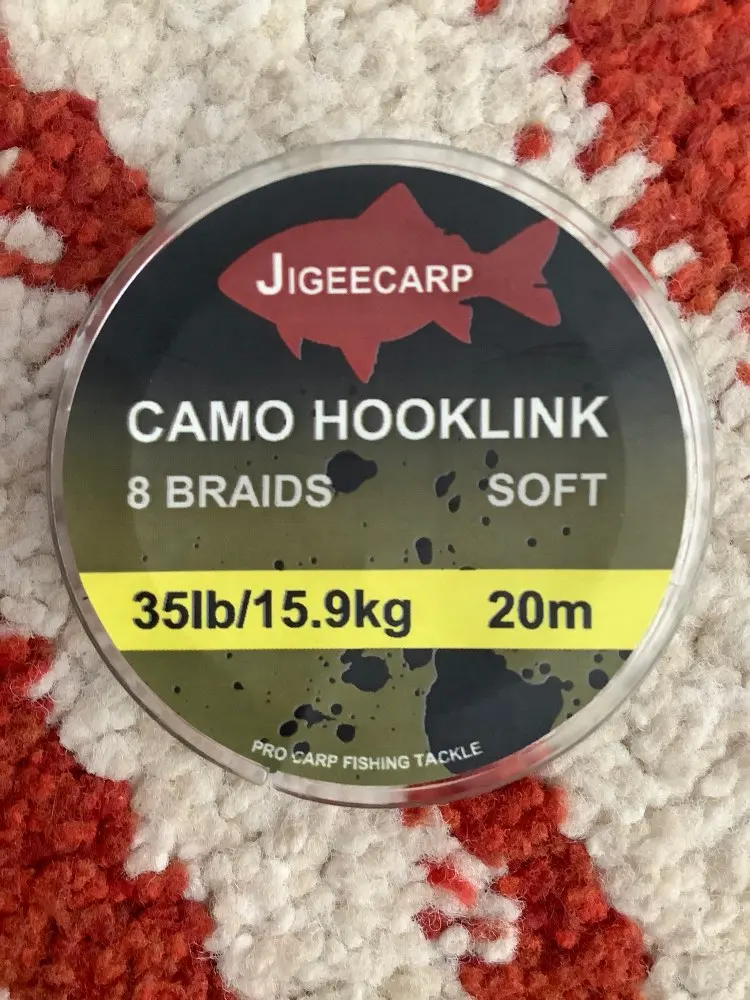 JIGEECARP
CAMO HOOKLINK
8 BRAIDS SOFT
35lb/15.9kg 20m
PRO CARP FISHING TACKLE